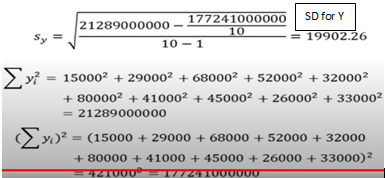 s_y = √((21289000000 − 177241000000/10)/(10 − 1)) = 19902.26
SD for Y
∑ y_i² = 15000² + 29000² + 68000² + 52000² + 32000²
+ 80000² + 41000² + 45000² + 26000² + 33000²
= 21289000000
(∑ y_i)² = (15000 + 29000 + 68000 + 52000 + 32000
+ 80000 + 41000 + 45000 + 26000 + 33000)²
= 421000² = 177241000000